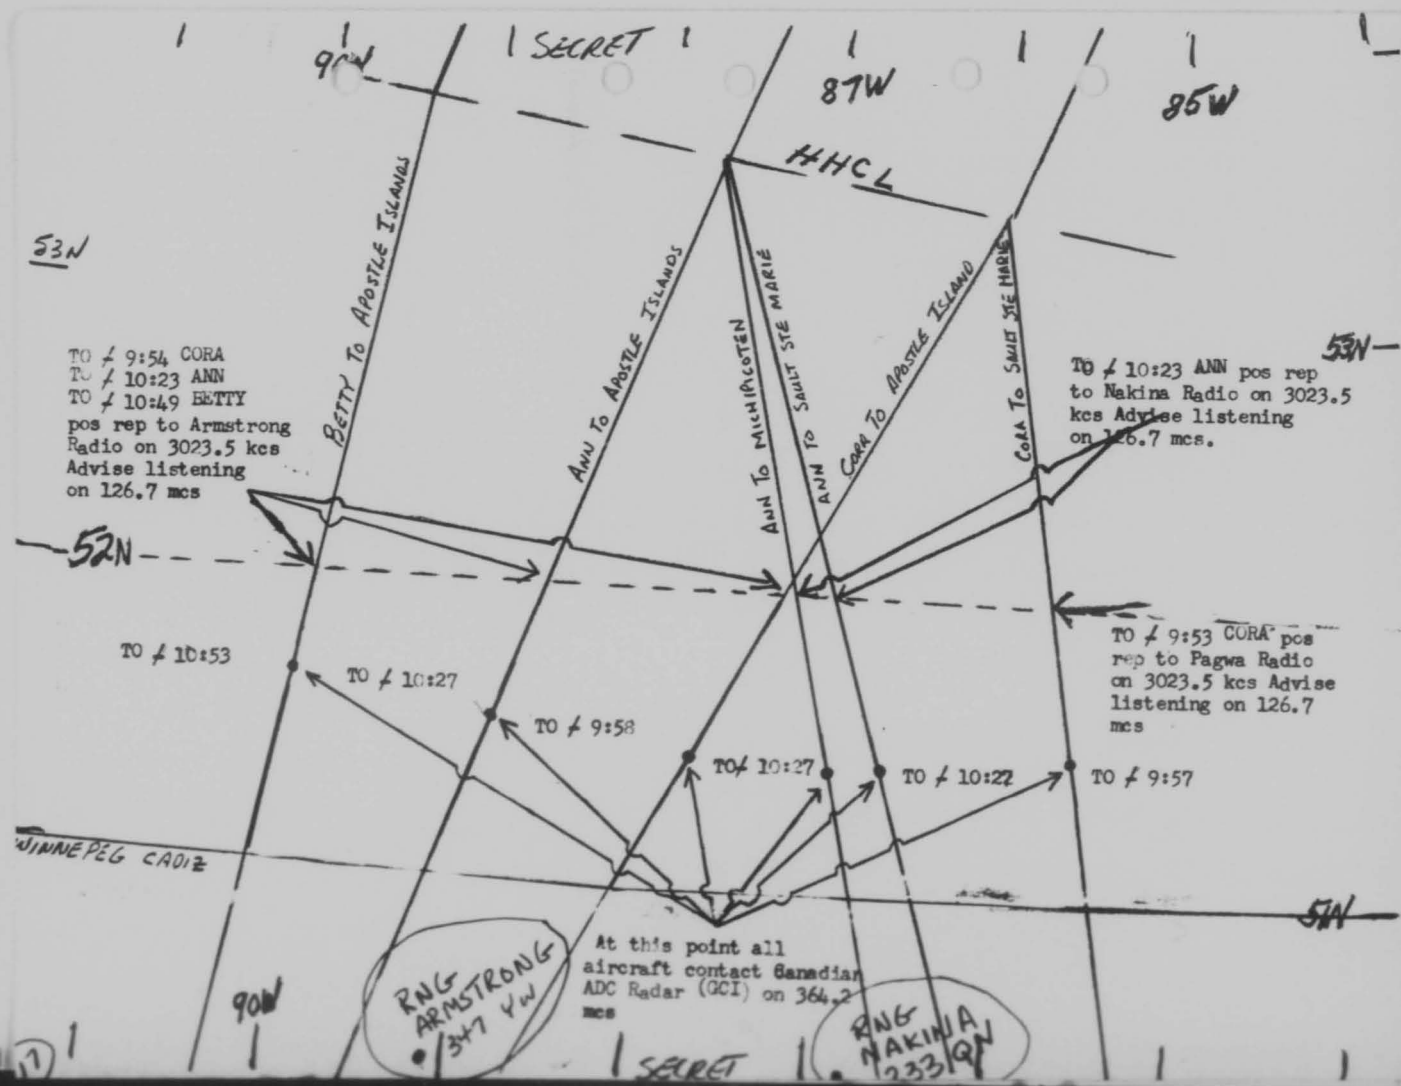 SECRET
90W
87W
85W
HHCL
53N
53N
BETTY TO APOSTLE ISLANDS
ANN TO APOSTLE ISLANDS
ANN TO MICHIPICOTEN
ANN TO SAULT STE MARIE
CORA TO APOSTLE ISLAND
CORA TO SAULT STE MARIE
TO / 9:54 CORA
TO / 10:23 ANN
TO / 10:49 BETTY
pos rep to Armstrong
Radio on 3023.5 kcs
Advise listening
on 126.7 mcs
TO / 10:23 ANN pos rep
to Nakina Radio on 3023.5
kcs Advise listening
on 126.7 mcs.
52N
TO / 9:53 CORA pos
rep to Pagwa Radio
on 3023.5 kcs Advise
listening on 126.7
mcs
TO / 10:53
TO / 10:27
TO / 9:58
TO/ 10:27
TO / 10:27
TO / 9:57
WINNEPEG CADIZ
51N
At this point all
aircraft contact Canadian
ADC Radar (GCI) on 364.2
mcs
RNG
ARMSTRONG
347 YW
RNG
NAKINA
233 QN
90W
SECRET
17